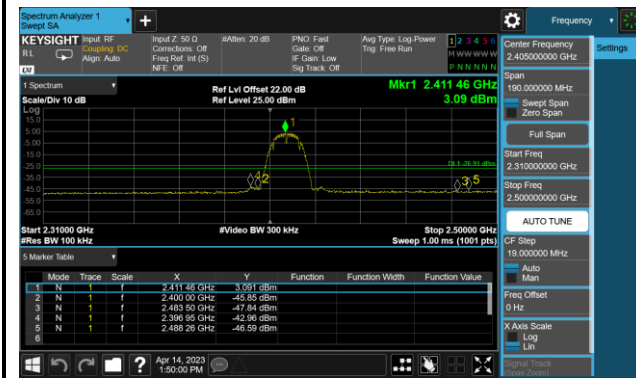 Spectrum Analyzer 1
Swept SA
Frequency
KEYSIGHT
Input: RF
Input Z: 50 Ω
#Atten: 20 dB
PNO: Fast
Avg Type: Log-Power
1 2 3 4 5 6
RL
Coupling: DC
Corrections: Off
Gate: Off
Trig: Free Run
M W W W W W
Align: Auto
Freq Ref: Int (S)
IF Gain: Low
P N N N N N
NFE: Off
Sig Track: Off
LXI
Center Frequency
2.405000000 GHz
Settings
Span
190.000000 MHz
Swept Span
Zero Span
Full Span
Start Freq
2.310000000 GHz
Stop Freq
2.500000000 GHz
AUTO TUNE
CF Step
19.000000 MHz
Auto
Man
Freq Offset
0 Hz
X Axis Scale
Log
Lin
Signal Track
(Span Zoom)
1 Spectrum
Ref Lvl Offset 22.00 dB
Mkr1 2.411 46 GHz
Scale/Div 10 dB
Ref Level 25.00 dBm
3.09 dBm
Log
15.0
5.00
-5.00
-15.0
-25.0
-35.0
-45.0
-55.0
-65.0
1
DL1 -26.91 dBm
4 2
3 5
Start 2.31000 GHz
#Video BW 300 kHz
Stop 2.50000 GHz
#Res BW 100 kHz
Sweep 1.00 ms (1001 pts)
5 Marker Table
Mode Trace Scale X Y Function Function Width Function Value
1 N 1 f 2.411 46 GHz 3.091 dBm
2 N 1 f 2.400 00 GHz -45.85 dBm
3 N 1 f 2.483 50 GHz -47.84 dBm
4 N 1 f 2.396 95 GHz -42.96 dBm
5 N 1 f 2.488 26 GHz -46.59 dBm
6
Apr 14, 2023
1:50:00 PM